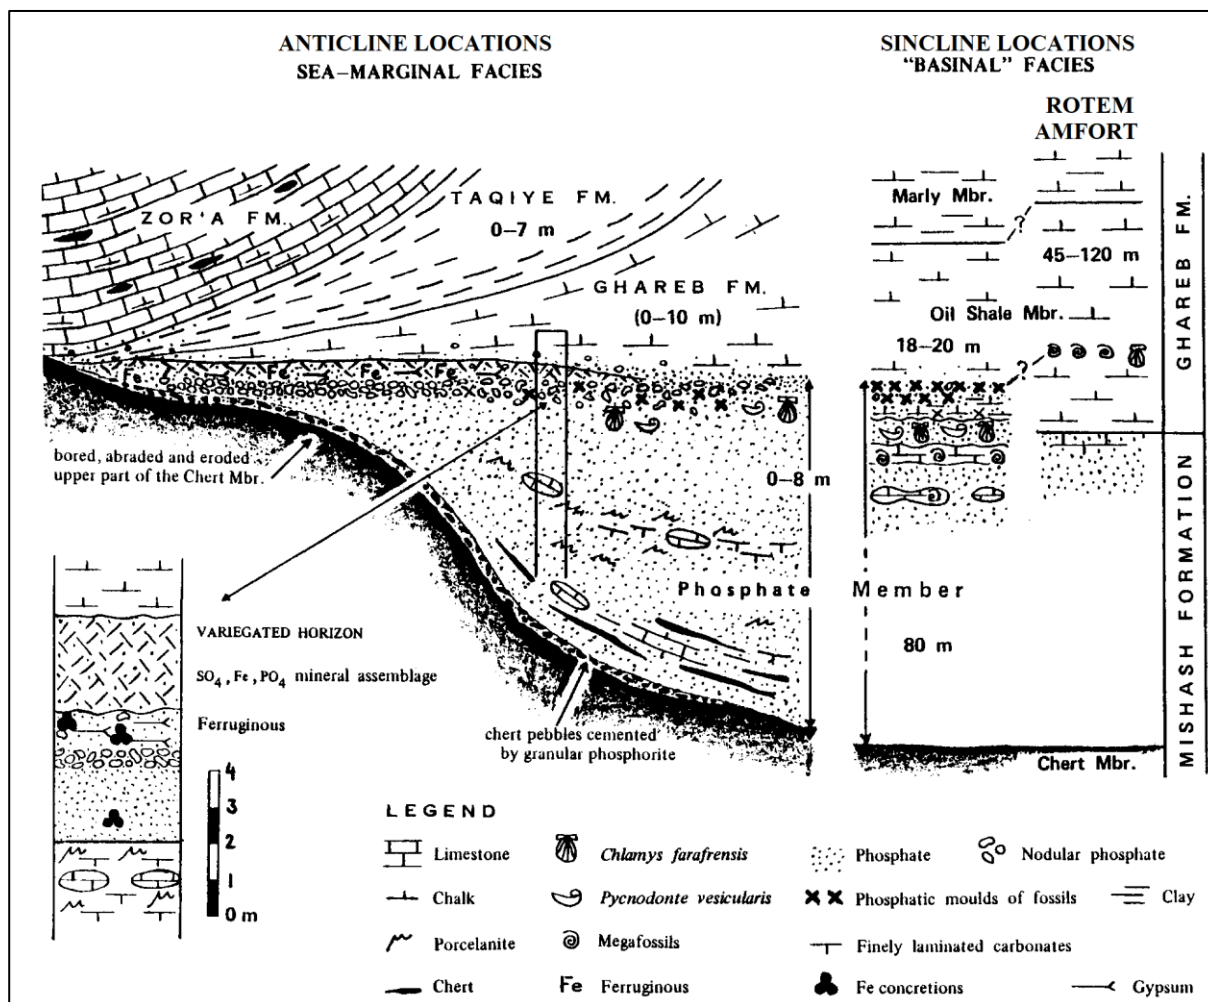 ANTICLINE LOCATIONS
SEA-MARGINAL FACIES
SINCLINE LOCATIONS
"BASINAL" FACIES
ROTEM
AMFORT
ZOR'A FM.
TAQIYE FM.
0-7 m
GHAREB FM.
(0-10 m)
Fe
Fe
Fe
Fe
bored, abraded and eroded
upper part of the Chert Mbr.
0-8 m
Phosphate Member
80 m
chert pebbles cemented
by granular phosphorite
Marly Mbr.
?
45-120 m
Oil Shale Mbr.
18-20 m
?
Chert Mbr.
GHAREB FM.
MISHASH FORMATION
VARIEGATED HORIZON
SO4, Fe, PO4 mineral assemblage
Ferruginous
4
3
2
1
0 m
LEGEND
Limestone
Chlamys farafrensis
Phosphate
Nodular phosphate
Chalk
Pycnodonte vesicularis
Phosphatic moulds of fossils
Clay
Porcelanite
Megafossils
Finely laminated carbonates
Chert
Fe Ferruginous
Fe concretions
Gypsum